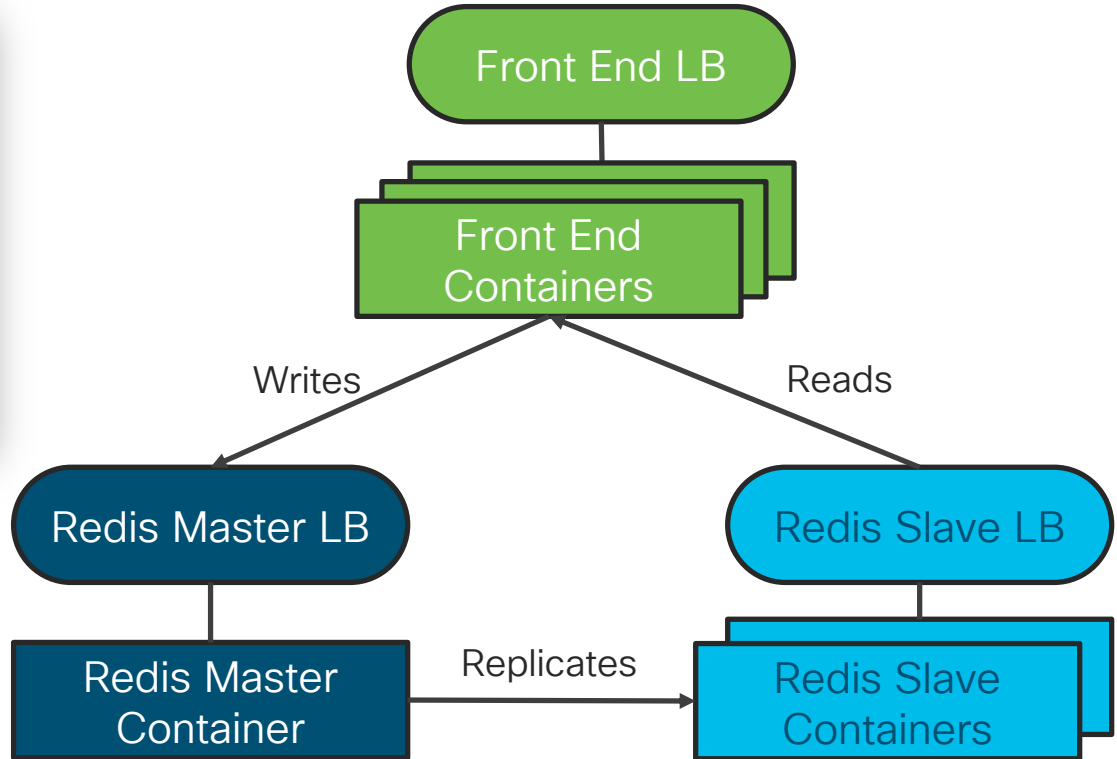 Front End LB
Front End
Containers
Writes
Reads
Redis Master LB
Redis Slave LB
Redis Master
Container
Replicates
Redis Slave
Containers